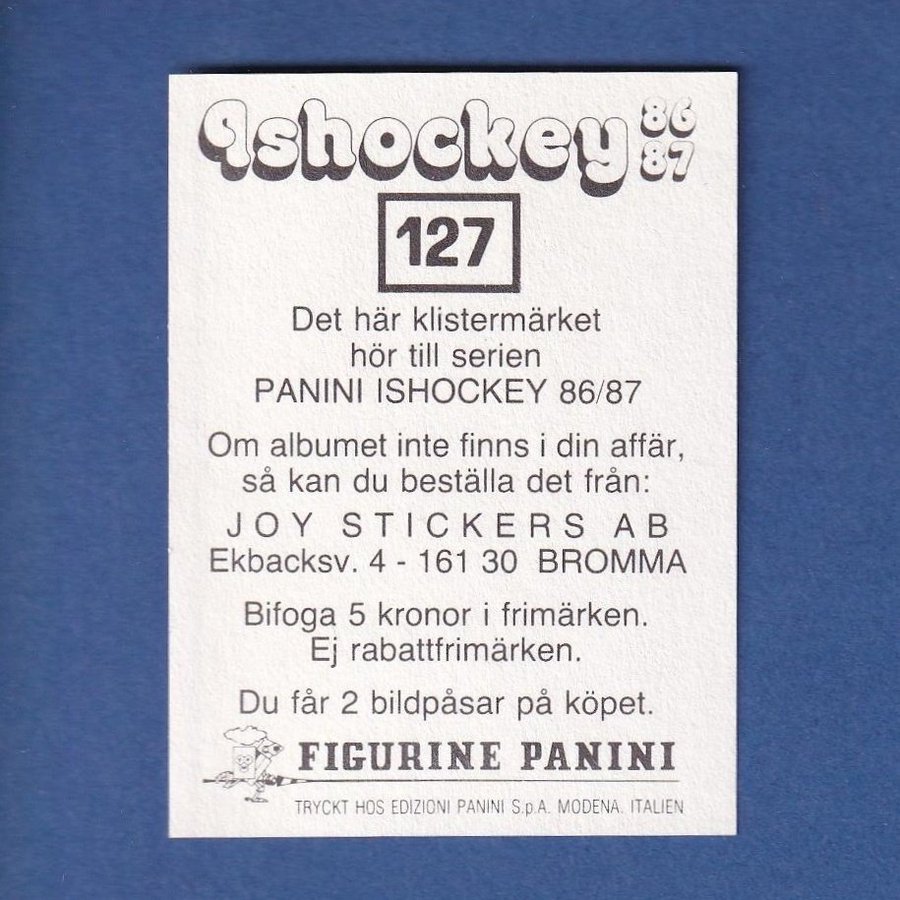 Ishockey 86
87
127
Det här klistermärket
hör till serien
PANINI ISHOCKEY 86/87
Om albumet inte finns i din affär,
så kan du beställa det från:
JOY STICKERS AB
Ekbacksv. 4 - 161 30 BROMMA
Bifoga 5 kronor i frimärken.
Ej rabattfrimärken.
Du får 2 bildpåsar på köpet.
FIGURINE PANINI
TRYCKT HOS EDIZIONI PANINI S.p.A. MODENA. ITALIEN